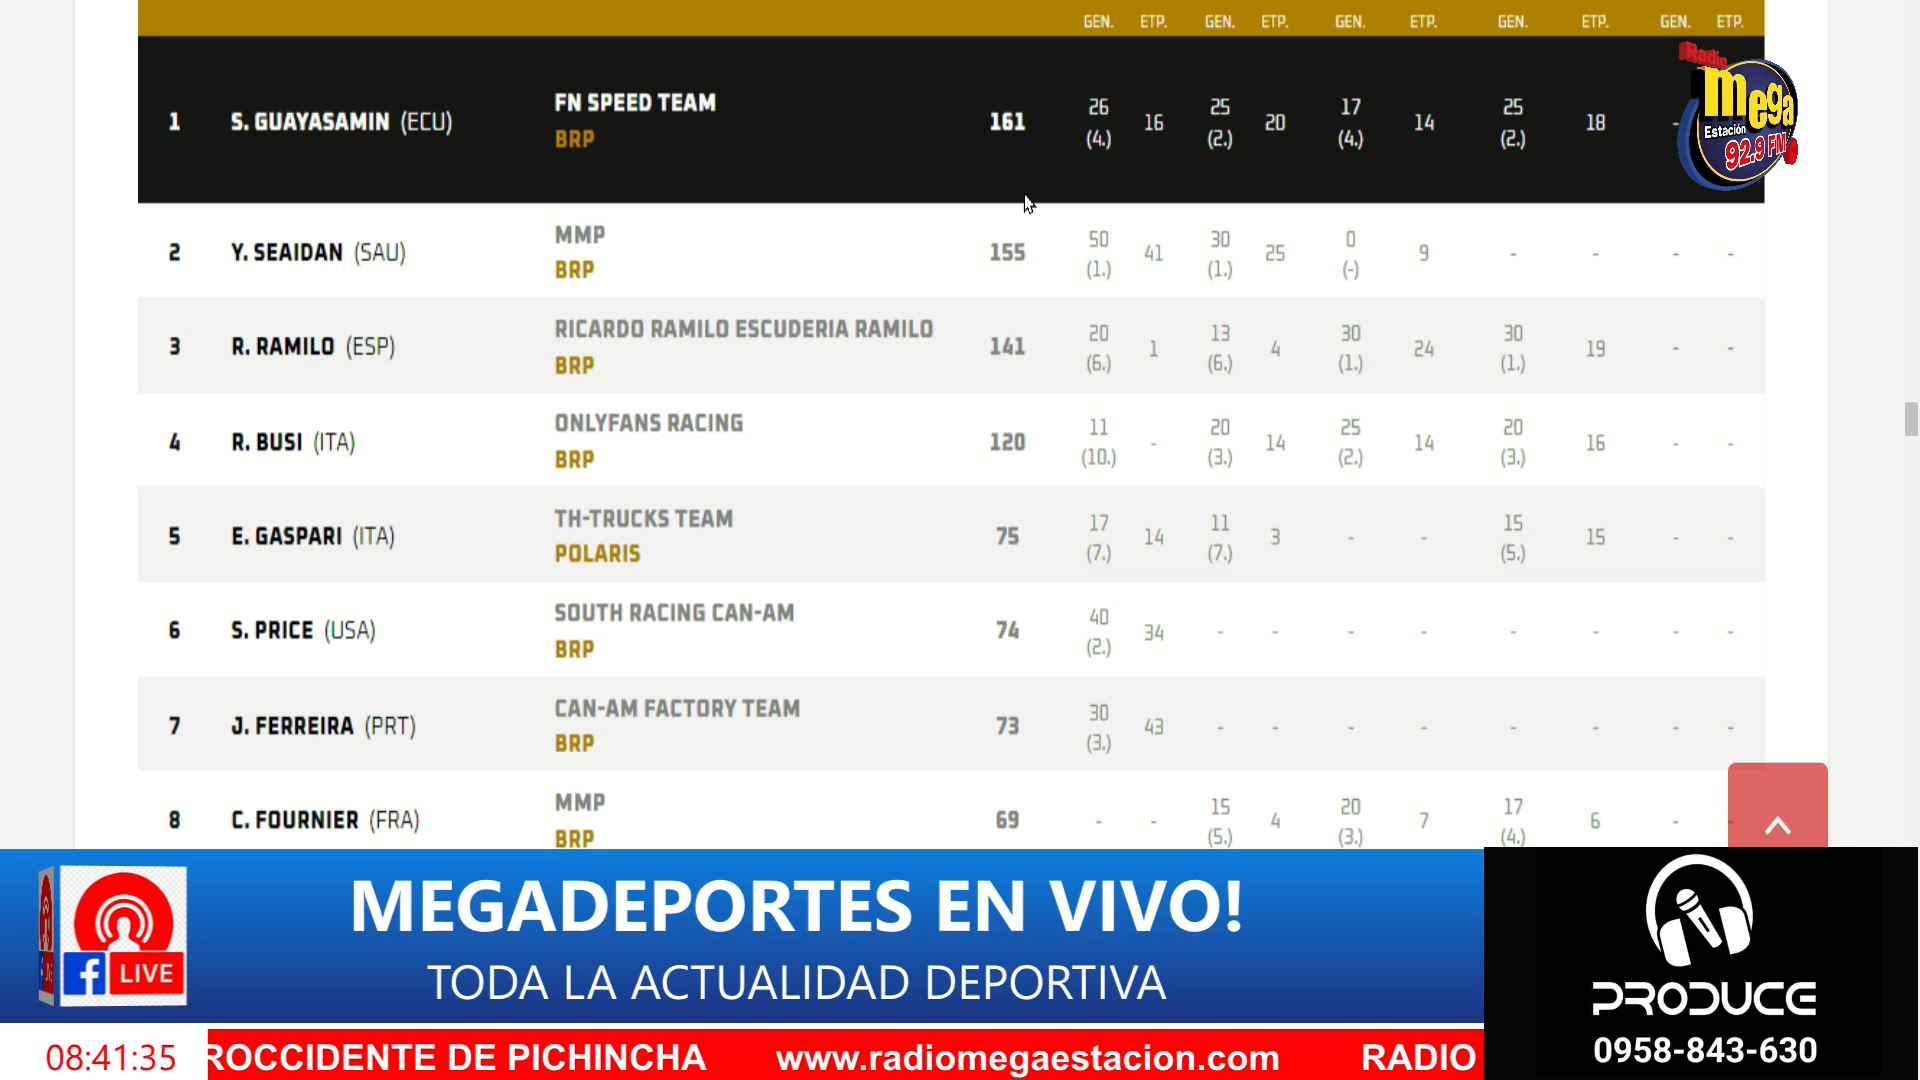 GEN. ETP. GEN. ETP. GEN. ETP. GEN. ETP. GEN. ETP.
Radio
mega
Estación
92.9 FM
1 S. GUAYASAMIN (ECU) FN SPEED TEAM BRP 161 26 (4.) 16 25 (2.) 20 17 (4.) 14 25 (2.) 18 -
2 Y. SEAIDAN (SAU) MMP BRP 155 50 (1.) 41 30 (1.) 25 0 (-) 9 - - - -
3 R. RAMILO (ESP) RICARDO RAMILO ESCUDERIA RAMILO BRP 141 20 (6.) 1 13 (6.) 4 30 (1.) 24 30 (1.) 19 - -
4 R. BUSI (ITA) ONLYFANS RACING BRP 120 11 (10.) - 20 (3.) 14 25 (2.) 14 20 (3.) 16 - -
5 E. GASPARI (ITA) TH-TRUCKS TEAM POLARIS 75 17 (7.) 14 11 (7.) 3 - - 15 (5.) 15 - -
6 S. PRICE (USA) SOUTH RACING CAN-AM BRP 74 40 (2.) 34 - - - - - - - -
7 J. FERREIRA (PRT) CAN-AM FACTORY TEAM BRP 73 30 (3.) 43 - - - - - - - -
8 C. FOURNIER (FRA) MMP BRP 69 - - 15 (5.) 4 20 (3.) 7 17 (4.) 6 - -
f LIVE
MEGADEPORTES EN VIVO!
TODA LA ACTUALIDAD DEPORTIVA
PRODUCE
0958-843-630
08:41:35 ROCCIDENTE DE PICHINCHA www.radiomegaestacion.com RADIO